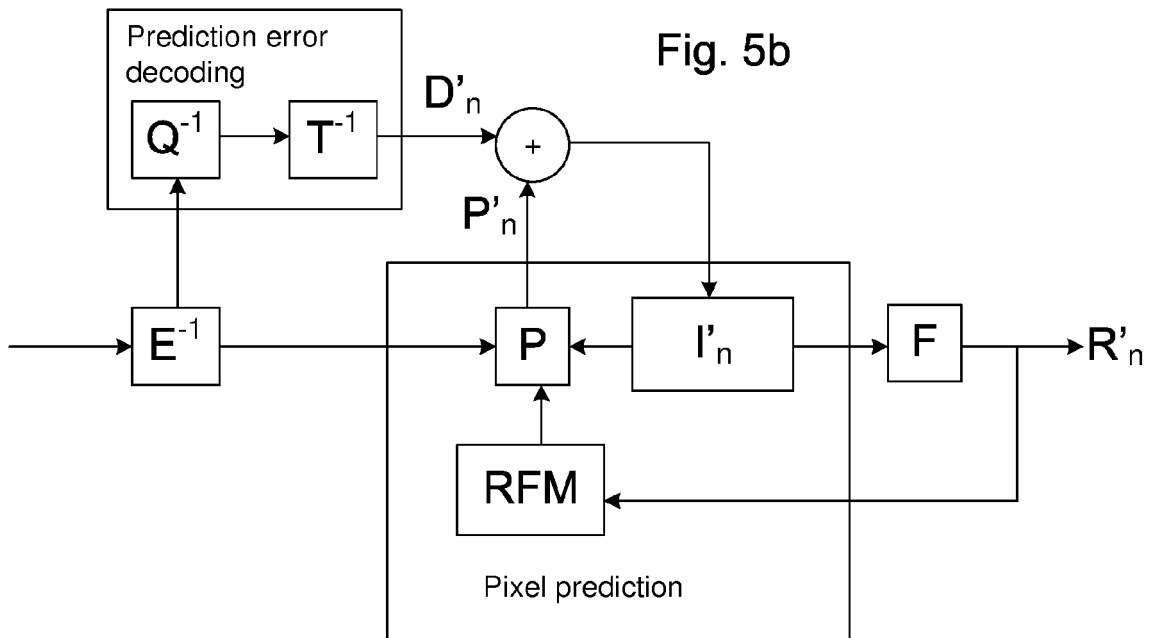 Prediction error
decoding
Fig. 5b
Q⁻¹
T⁻¹
D'ₙ
+
P'ₙ
E⁻¹
P
I'ₙ
F
R'ₙ
RFM
Pixel prediction